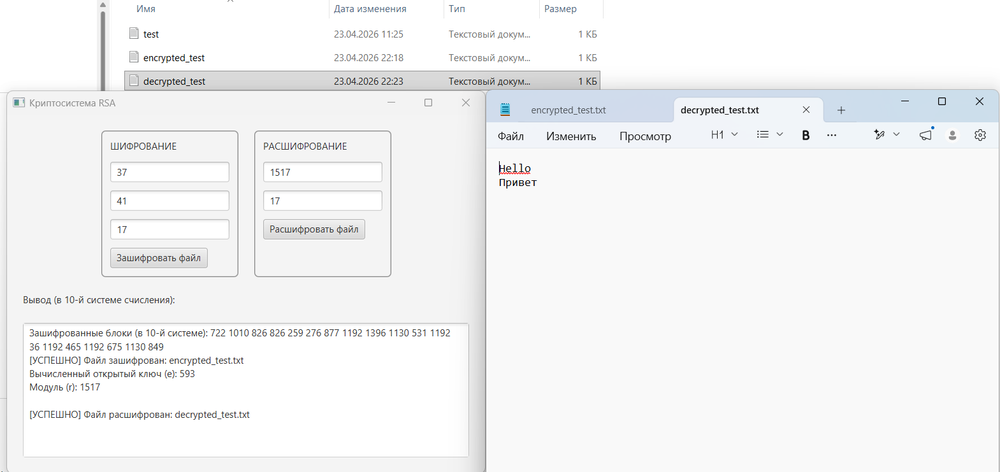 Имя Дата изменения Тип Размер
test 23.04.2026 11:25 Текстовый докум... 1 КБ
encrypted_test 23.04.2026 22:18 Текстовый докум... 1 КБ
decrypted_test 23.04.2026 22:23 Текстовый докум... 1 КБ
Криптосистема RSA
ШИФРОВАНИЕ
37
41
17
Зашифровать файл
РАСШИФРОВАНИЕ
1517
17
Расшифровать файл
Вывод (в 10-й системе счисления):
Зашифрованные блоки (в 10-й системе): 722 1010 826 826 259 276 877 1192 1396 1130 531 1192
36 1192 465 1192 675 1130 849
[УСПЕШНО] Файл зашифрован: encrypted_test.txt
Вычисленный открытый ключ (e): 593
Модуль (r): 1517
[УСПЕШНО] Файл расшифрован: decrypted_test.txt
encrypted_test.txt decrypted_test.txt
Файл Изменить Просмотр H1 B
Hello
Привет